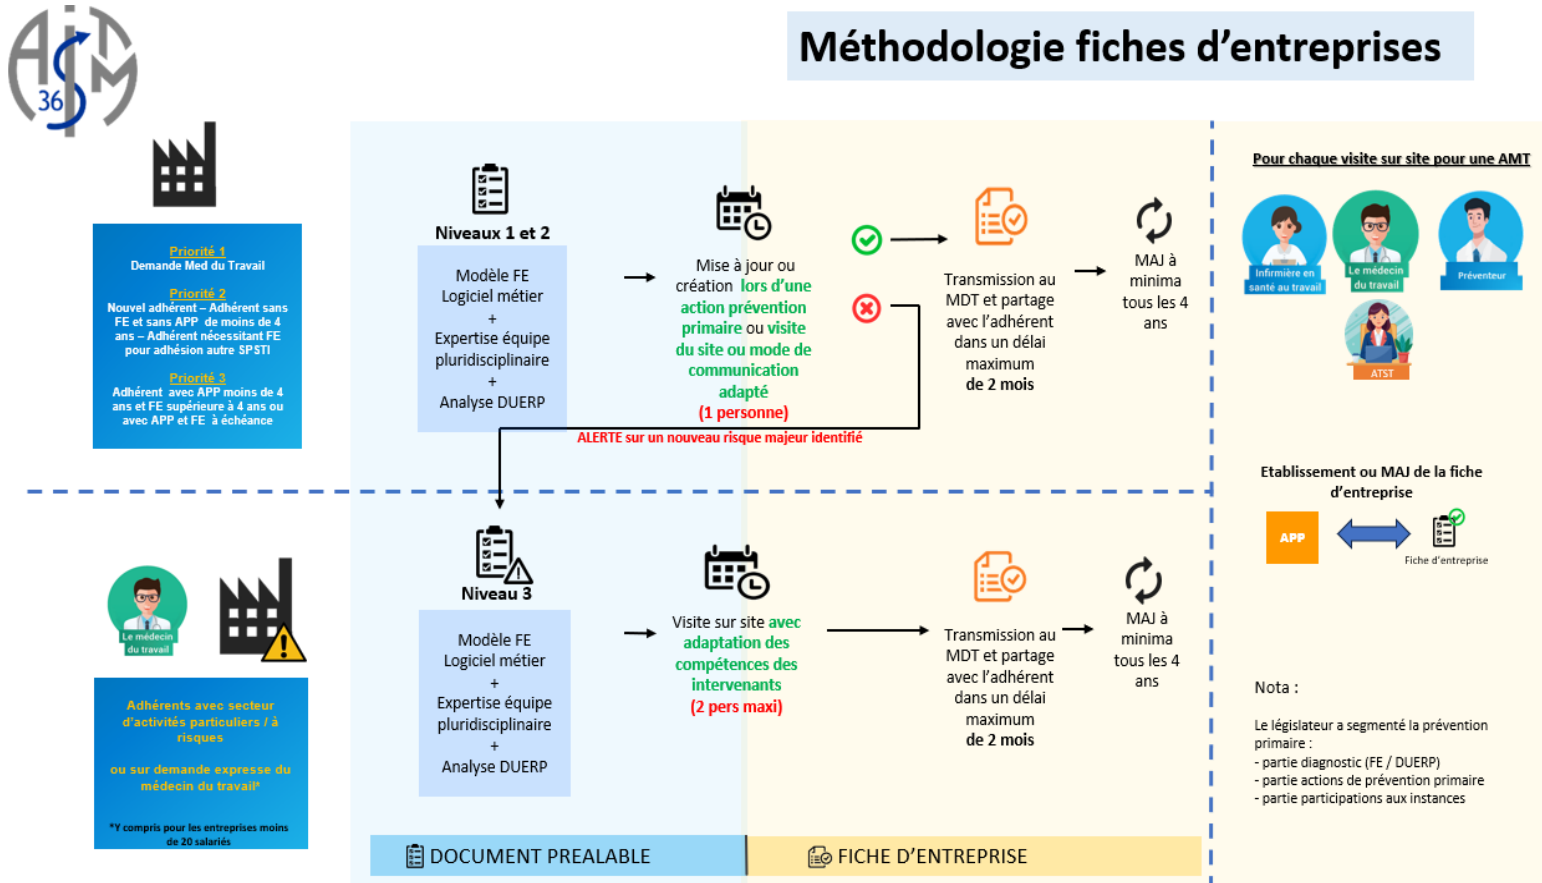 AiSTM
36
Méthodologie fiches d'entreprises
Priorité 1
Demande Med du Travail
Priorité 2
Nouvel adhérent – Adhérent sans
FE et sans APP de moins de 4
ans – Adhérent nécessitant FE
pour adhésion autre SPSTI
Priorité 3
Adhérent avec APP moins de 4
ans et FE supérieure à 4 ans ou
avec APP et FE à échéance
Niveaux 1 et 2
Modèle FE
Logiciel métier
+
Expertise équipe
pluridisciplinaire
+
Analyse DUERP
Mise à jour ou
création lors d'une
action prévention
primaire ou visite
du site ou mode de
communication
adapté
(1 personne)
ALERTE sur un nouveau risque majeur identifié
Transmission au
MDT et partage
avec l'adhérent
dans un délai
maximum
de 2 mois
MAJ à
minima
tous les 4
ans
Le médecin
du travail
Adhérents avec secteur
d'activités particuliers / à
risques
ou sur demande expresse du
médecin du travail*
*Y compris pour les entreprises moins
de 20 salariés
Niveau 3
Modèle FE
Logiciel métier
+
Expertise équipe
pluridisciplinaire
+
Analyse DUERP
Visite sur site avec
adaptation des
compétences des
intervenants
(2 pers maxi)
Transmission au
MDT et partage
avec l'adhérent
dans un délai
maximum
de 2 mois
MAJ à
minima
tous les 4
ans
DOCUMENT PREALABLE
FICHE D'ENTREPRISE
Pour chaque visite sur site pour une AMT
Infirmière en
santé au travail
Le médecin
du travail
Préventeur
ATST
Etablissement ou MAJ de la fiche
d'entreprise
APP
Fiche d'entreprise
Nota :
Le législateur a segmenté la prévention
primaire :
- partie diagnostic (FE / DUERP)
- partie actions de prévention primaire
- partie participations aux instances